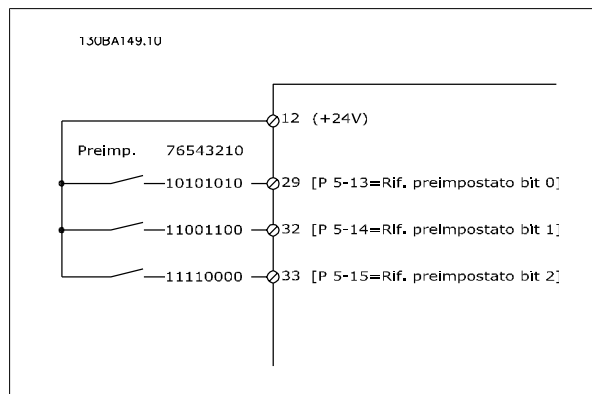 130BA149.10
12 (+24V)
Preimp. 76543210
10101010 29 [P 5-13=Rif. preimpostato bit 0]
11001100 32 [P 5-14=Rif. preimpostato bit 1]
11110000 33 [P 5-15=Rif. preimpostato bit 2]